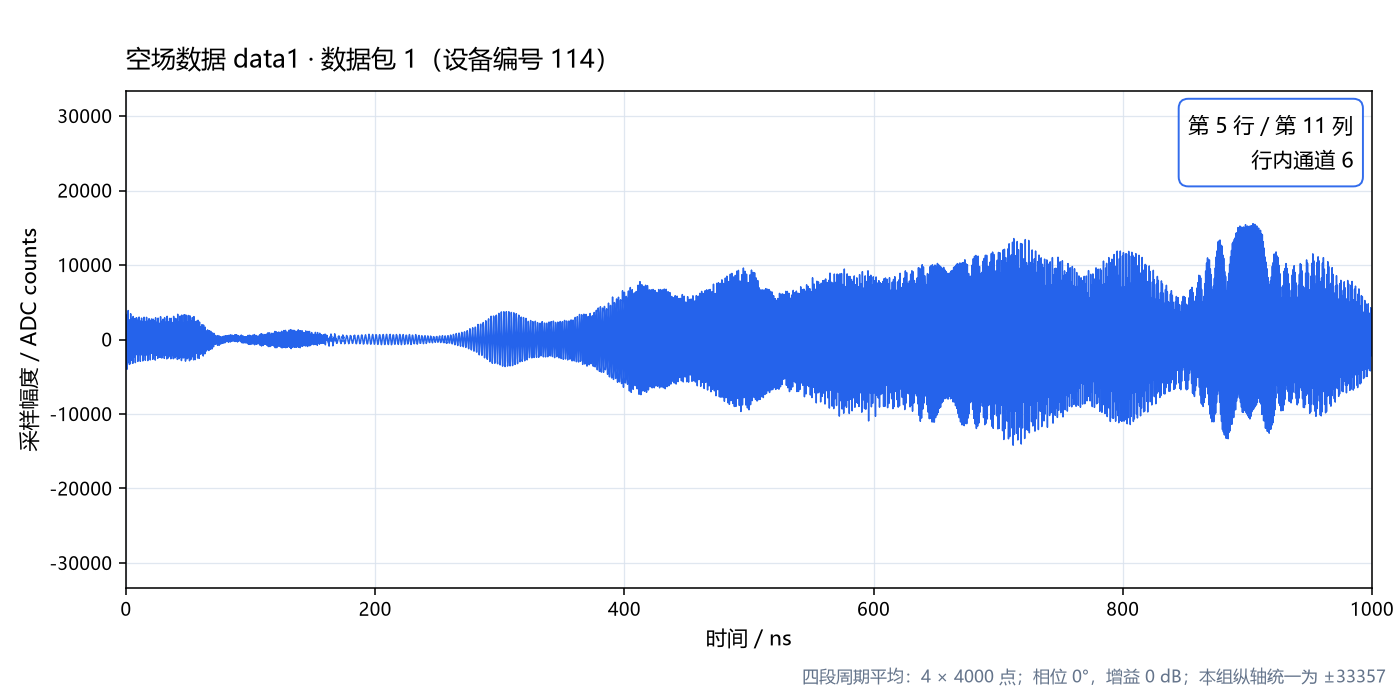 空场数据 data1 · 数据包 1（设备编号 114）
第 5 行 / 第 11 列
行内通道 6
采样幅度 / ADC counts
30000
20000
10000
0
-10000
-20000
-30000
0
200
400
600
800
1000
时间 / ns
四段周期平均：4 × 4000 点；相位 0°，增益 0 dB；本组纵轴统一为 ±33357